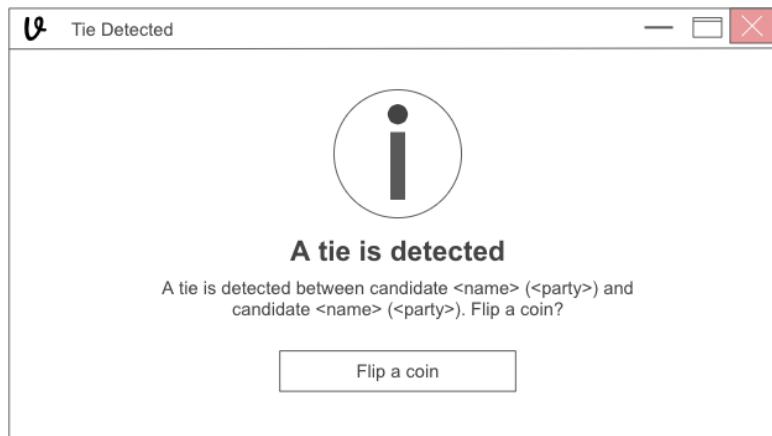 Tie Detected
A tie is detected
A tie is detected between candidate <name> (<party>) and
candidate <name> (<party>). Flip a coin?
Flip a coin